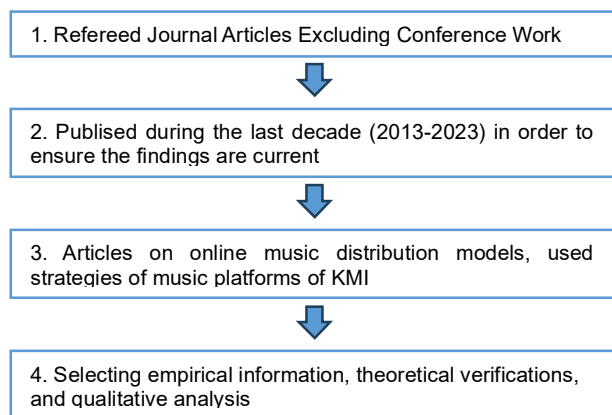 1. Refereed Journal Articles Excluding Conference Work
2. Publised during the last decade (2013-2023) in order to
ensure the findings are current
3. Articles on online music distribution models, used
strategies of music platforms of KMI
4. Selecting empirical information, theoretical verifications,
and qualitative analysis